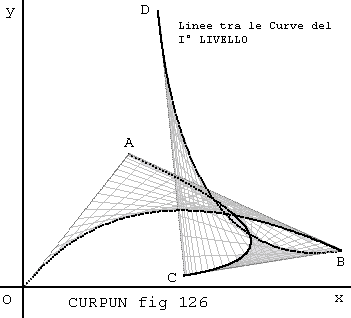 y
D
Linee tra le Curve del
I° LIVELLO
A
B
C
O
CURPUN fig 126
x